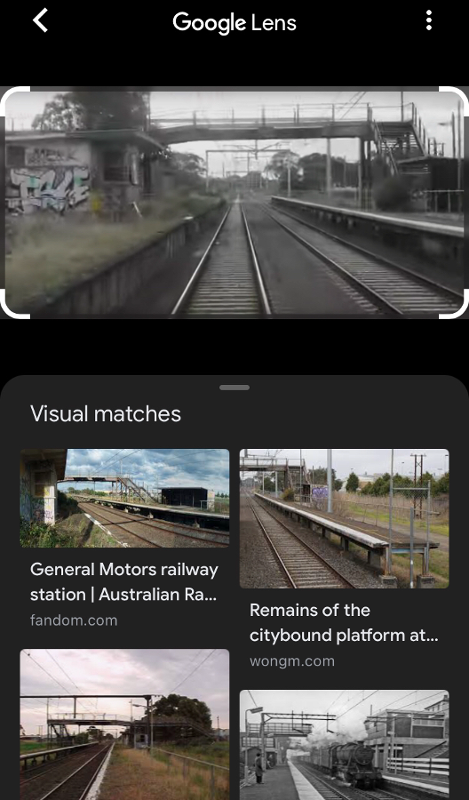 Google Lens
Visual matches
General Motors railway
station | Australian Ra...
fandom.com
Remains of the
citybound platform at...
wongm.com